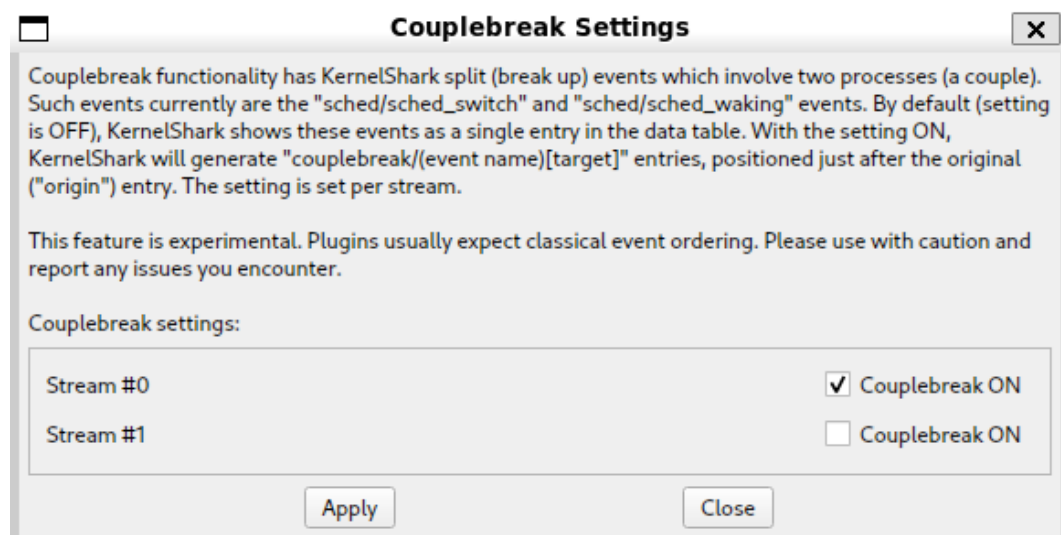 Couplebreak Settings
Couplebreak functionality has KernelShark split (break up) events which involve two processes (a couple).
Such events currently are the "sched/sched_switch" and "sched/sched_waking" events. By default (setting
is OFF), KernelShark shows these events as a single entry in the data table. With the setting ON,
KernelShark will generate "couplebreak/(event name)[target]" entries, positioned just after the original
("origin") entry. The setting is set per stream.
This feature is experimental. Plugins usually expect classical event ordering. Please use with caution and
report any issues you encounter.
Couplebreak settings:
Stream #0 Couplebreak ON
Stream #1 Couplebreak ON
Apply Close